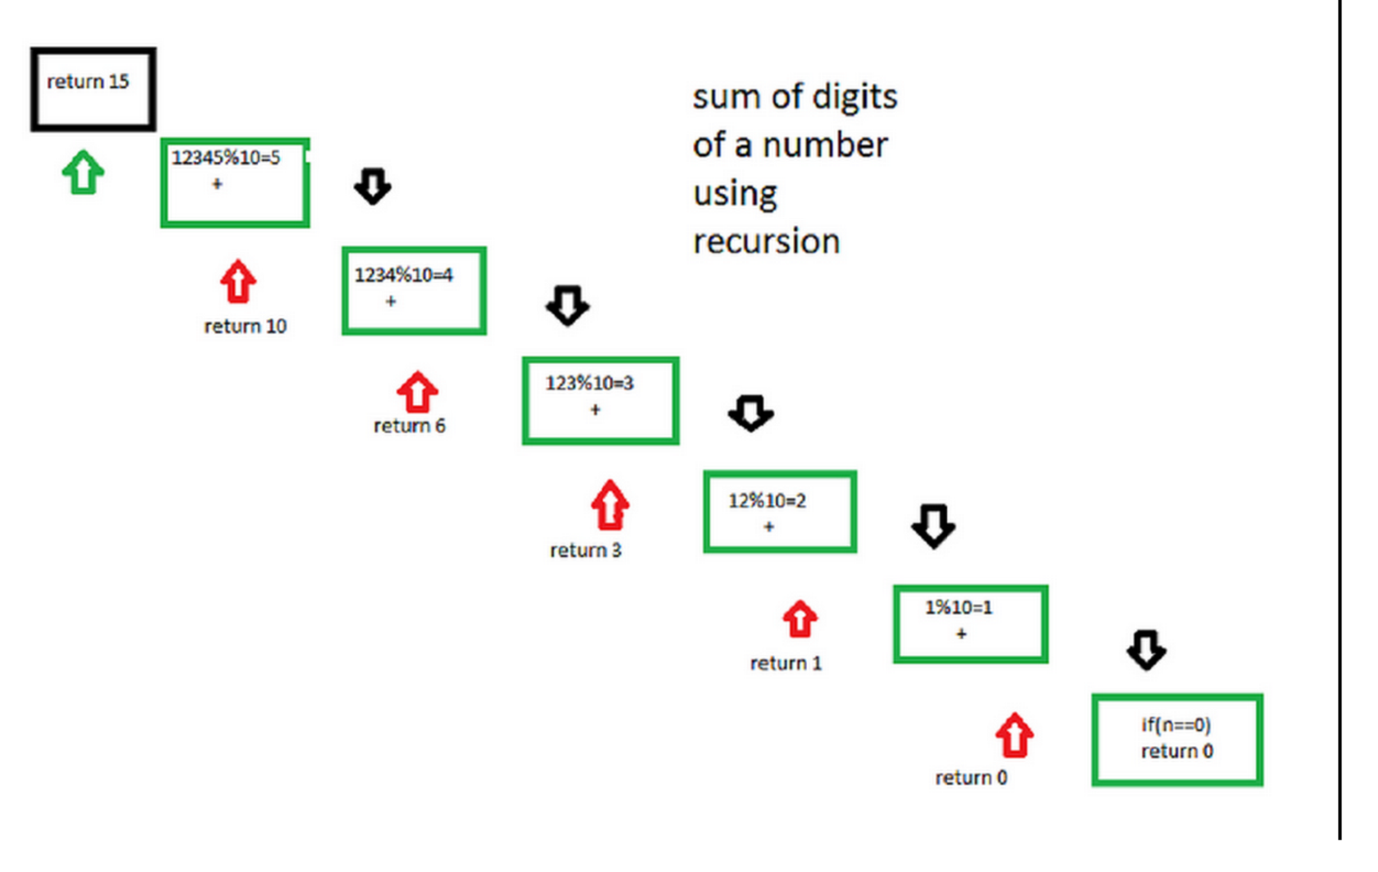 return 15
sum of digits
of a number
using
recursion
12345%10=5
+
1234%10=4
+
return 10
123%10=3
+
return 6
12%10=2
+
return 3
1%10=1
+
return 1
if(n==0)
return 0
return 0